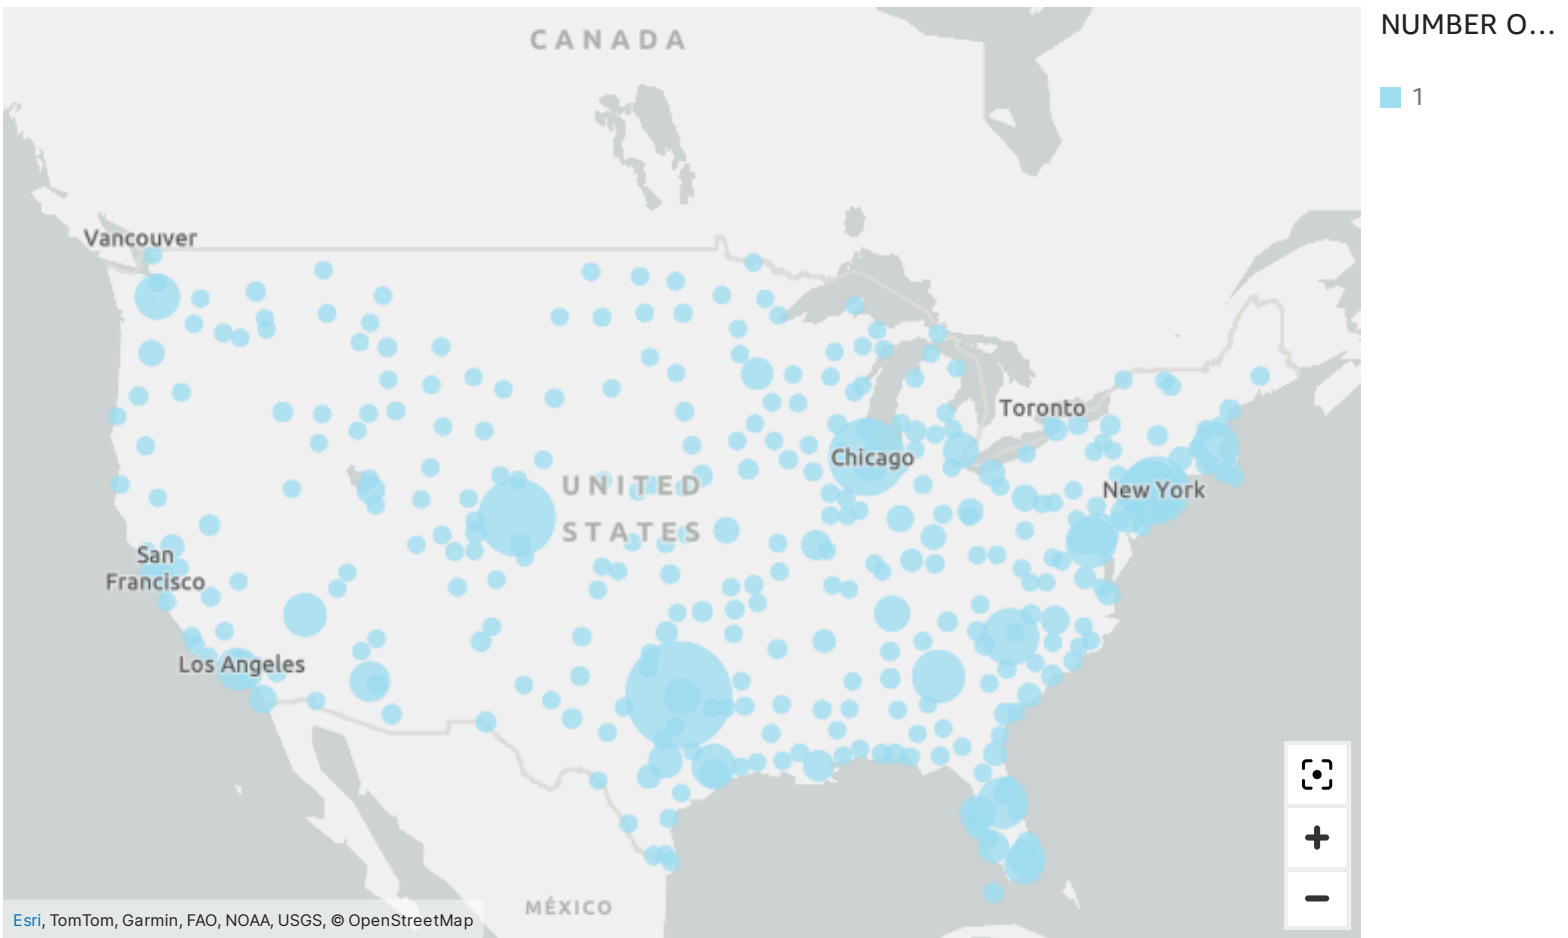 CANADA
NUMBER O...
1
Vancouver
Toronto
Chicago
UNITED
STATES
New York
San
Francisco
Los Angeles
MÉXICO
Esri, TomTom, Garmin, FAO, NOAA, USGS, © OpenStreetMap